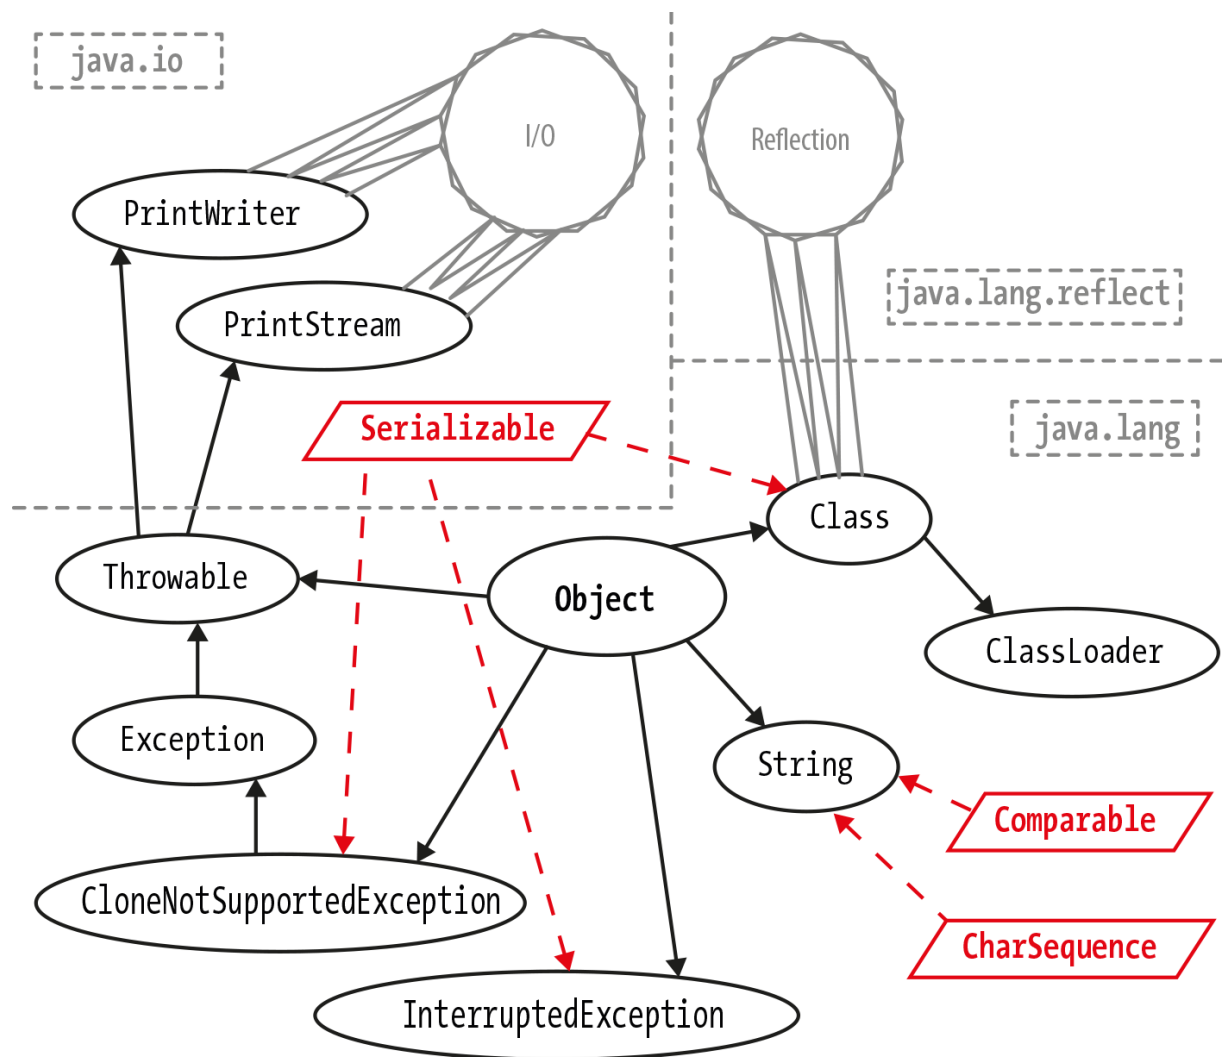 java.io
I/O
Reflection
PrintWriter
java.lang.reflect
PrintStream
Serializable
java.lang
Class
Throwable
Object
ClassLoader
Exception
String
Comparable
CloneNotSupportedException
CharSequence
InterruptedException